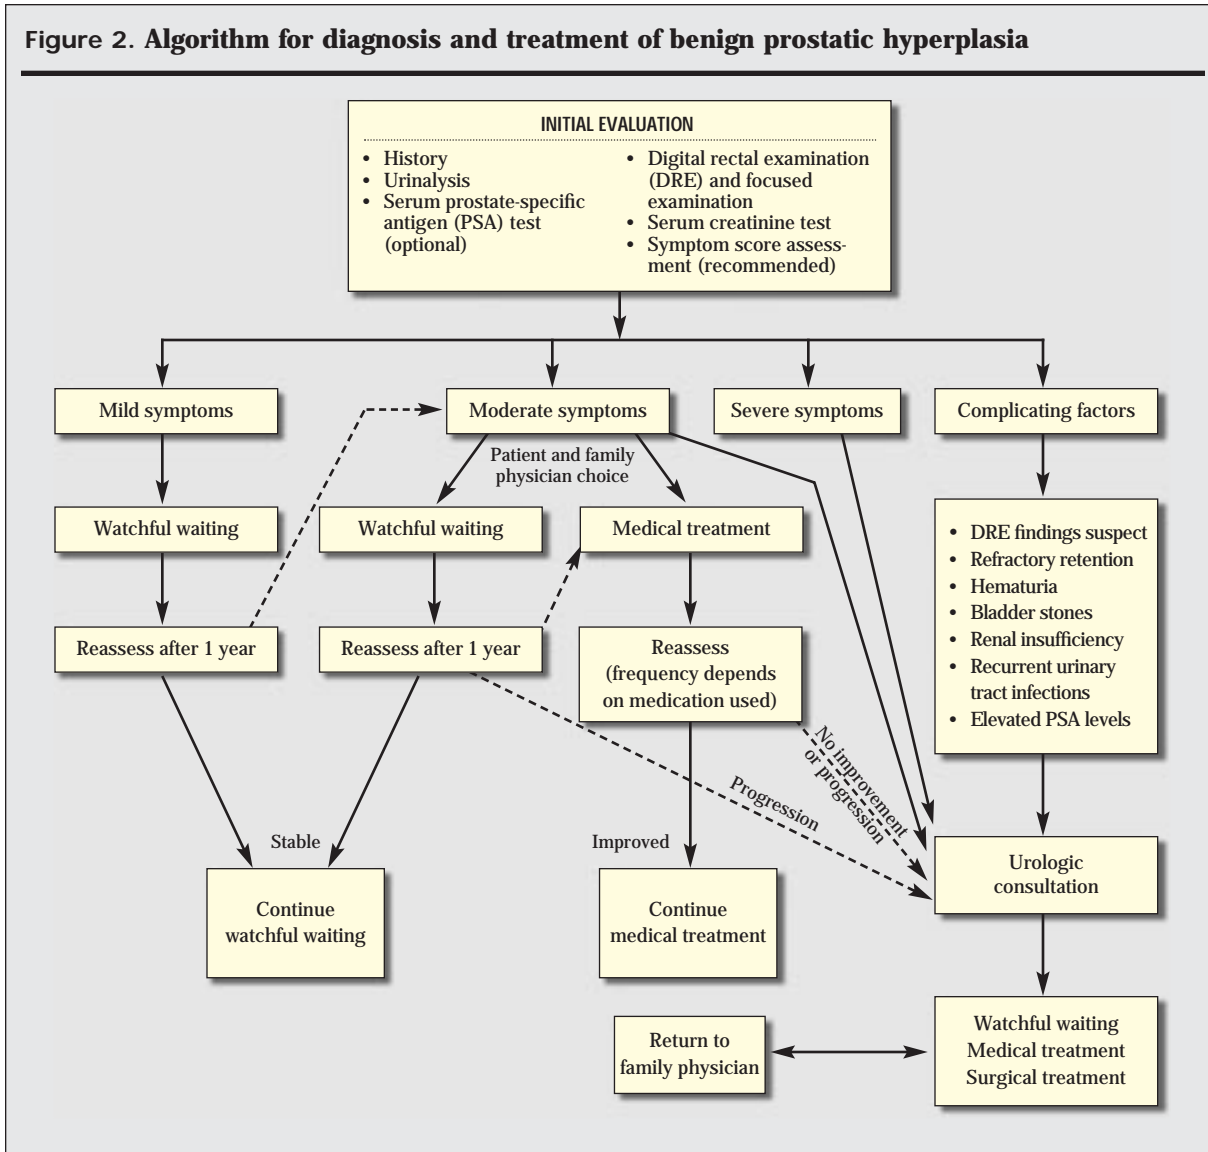 Figure 2. Algorithm for diagnosis and treatment of benign prostatic hyperplasia
INITIAL EVALUATION
• History
• Urinalysis
• Serum prostate-specific
antigen (PSA) test
(optional)
• Digital rectal examination
(DRE) and focused
examination
• Serum creatinine test
• Symptom score assess-
ment (recommended)
Mild symptoms
Moderate symptoms
Severe symptoms
Complicating factors
Patient and family
physician choice
Watchful waiting
Watchful waiting
Medical treatment
• DRE findings suspect
• Refractory retention
• Hematuria
• Bladder stones
• Renal insufficiency
• Recurrent urinary
tract infections
• Elevated PSA levels
Reassess after 1 year
Reassess after 1 year
Reassess
(frequency depends
on medication used)
No improvement
or progression
Progression
Stable
Improved
Urologic
consultation
Continue
watchful waiting
Continue
medical treatment
Return to
family physician
Watchful waiting
Medical treatment
Surgical treatment